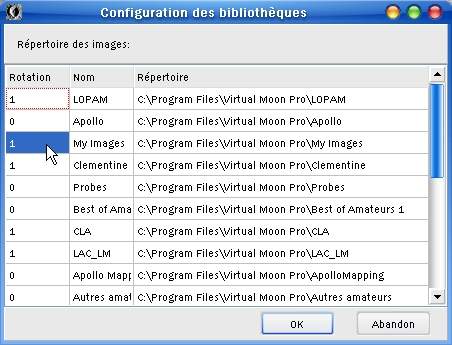 Configuration des bibliothèques
Répertoire des images:
Rotation Nom Répertoire
1 LOPAM C:\Program Files\Virtual Moon Pro\LOPAM
0 Apollo C:\Program Files\Virtual Moon Pro\Apollo
1 My Images C:\Program Files\Virtual Moon Pro\My Images
1 Clementine C:\Program Files\Virtual Moon Pro\Clementine
0 Probes C:\Program Files\Virtual Moon Pro\Probes
0 Best of Ama C:\Program Files\Virtual Moon Pro\Best of Amateurs 1
1 CLA C:\Program Files\Virtual Moon Pro\CLA
1 LAC_LM C:\Program Files\Virtual Moon Pro\LAC_LM
0 Apollo Mapp C:\Program Files\Virtual Moon Pro\ApolloMapping
0 Autres amat C:\Program Files\Virtual Moon Pro\Autres amateurs
OK Abandon